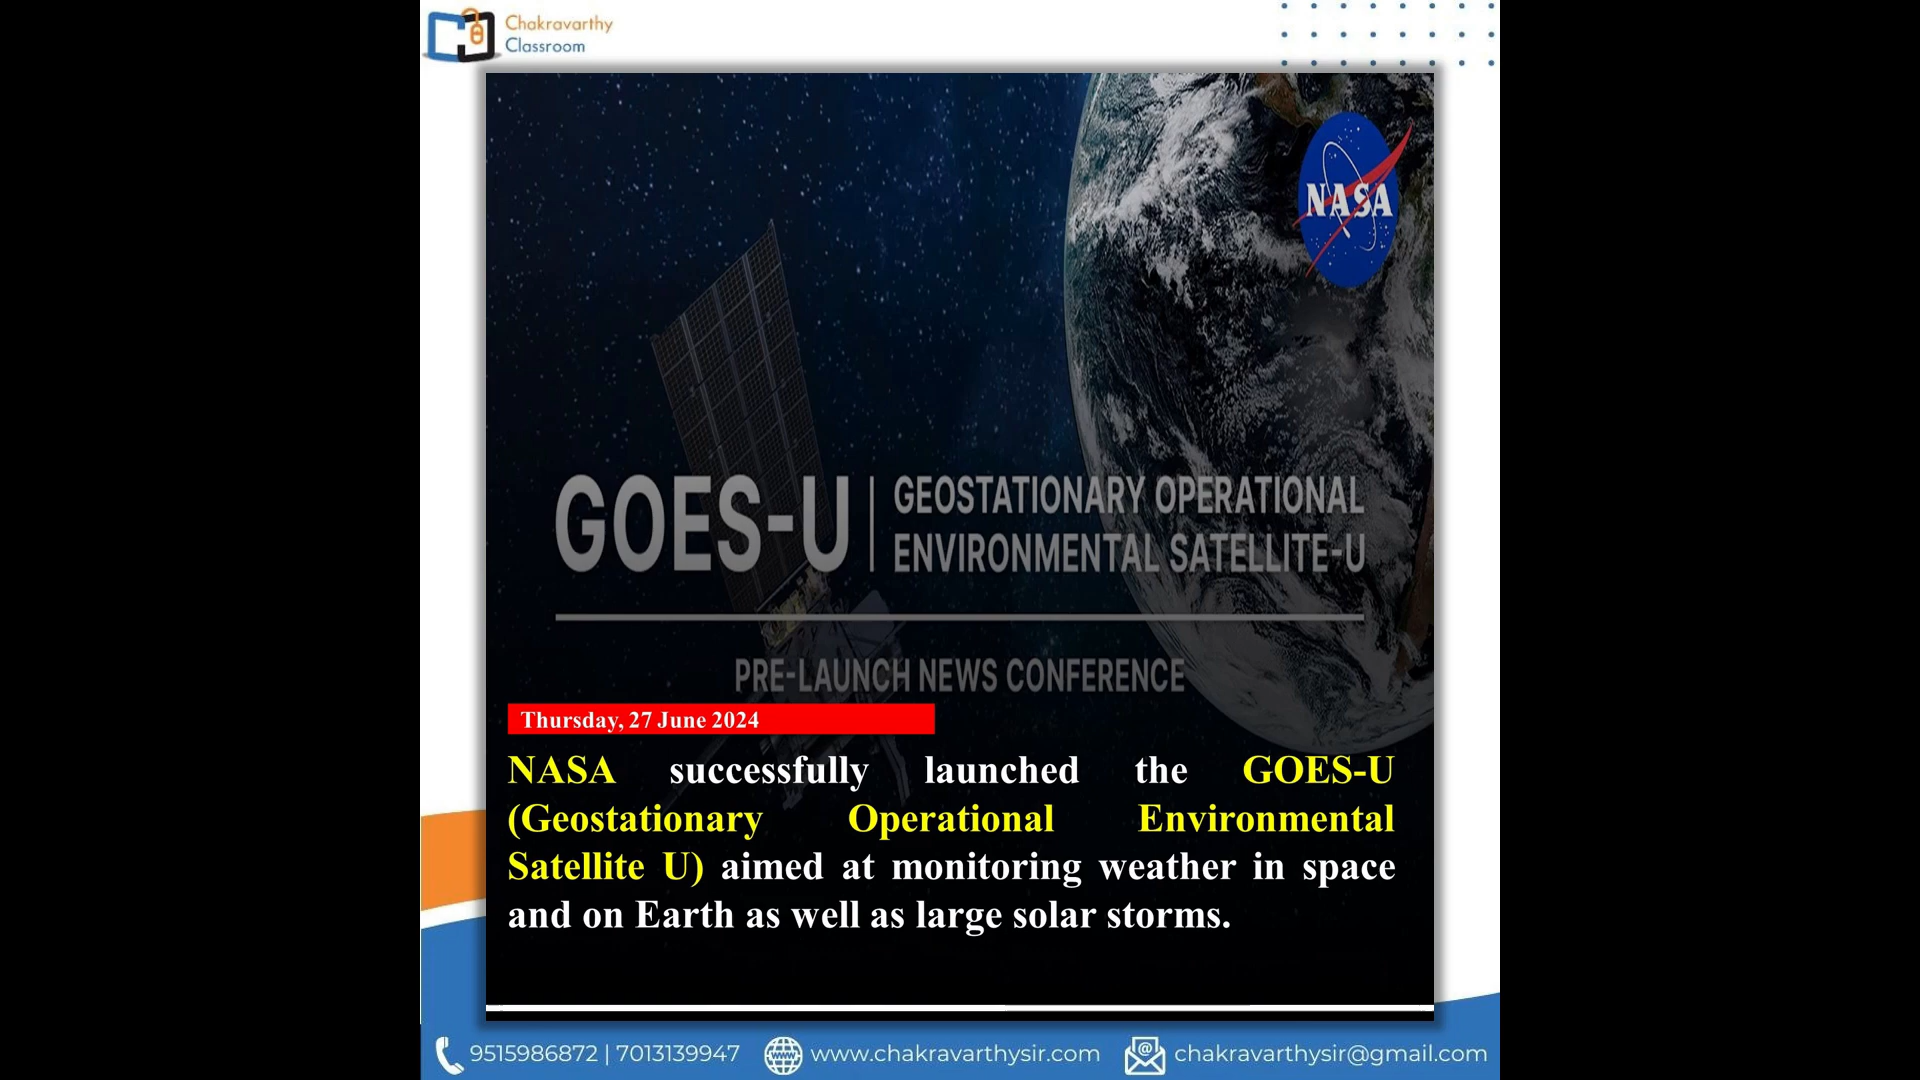 Chakravarthy
Classroom
NASA
GOES-U | GEOSTATIONARY OPERATIONAL
ENVIRONMENTAL SATELLITE-U
PRE-LAUNCH NEWS CONFERENCE
Thursday, 27 June 2024
NASA successfully launched the GOES-U
(Geostationary Operational Environmental
Satellite U) aimed at monitoring weather in space
and on Earth as well as large solar storms.
9515986872 | 7013139947 www.chakravarthysir.com chakravarthysir@gmail.com